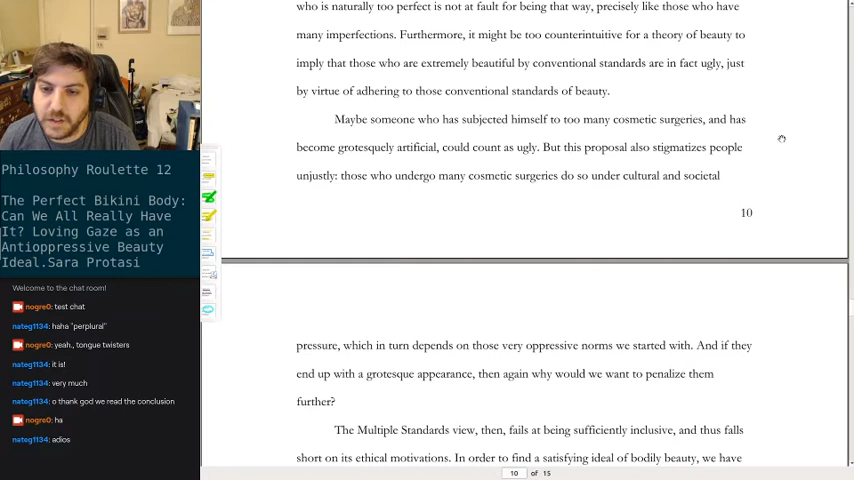 who is naturally too perfect is not at fault for being that way, precisely like those who have
many imperfections. Furthermore, it might be too counterintuitive for a theory of beauty to
imply that those who are extremely beautiful by conventional standards are in fact ugly, just
by virtue of adhering to those conventional standards of beauty.
Maybe someone who has subjected himself to too many cosmetic surgeries, and has
become grotesquely artificial, could count as ugly. But this proposal also stigmatizes people
unjustly: those who undergo many cosmetic surgeries do so under cultural and societal
10
pressure, which in turn depends on those very oppressive norms we started with. And if they
end up with a grotesque appearance, then again why would we want to penalize them
further?
The Multiple Standards view, then, fails at being sufficiently inclusive, and thus falls
short on its ethical motivations. In order to find a satisfying ideal of bodily beauty, we have
10 of 15
Philosophy Roulette 12
The Perfect Bikini Body:
Can We All Really Have
It? Loving Gaze as an
Antioppressive Beauty
Ideal.Sara Protasi
Welcome to the chat room!
nogre0: test chat
nateg1134: haha "perplural"
nogre0: yeah., tongue twisters
nateg1134: it is!
nateg1134: very much
nateg1134: o thank god we read the conclusion
nogre0: ha
nateg1134: adios